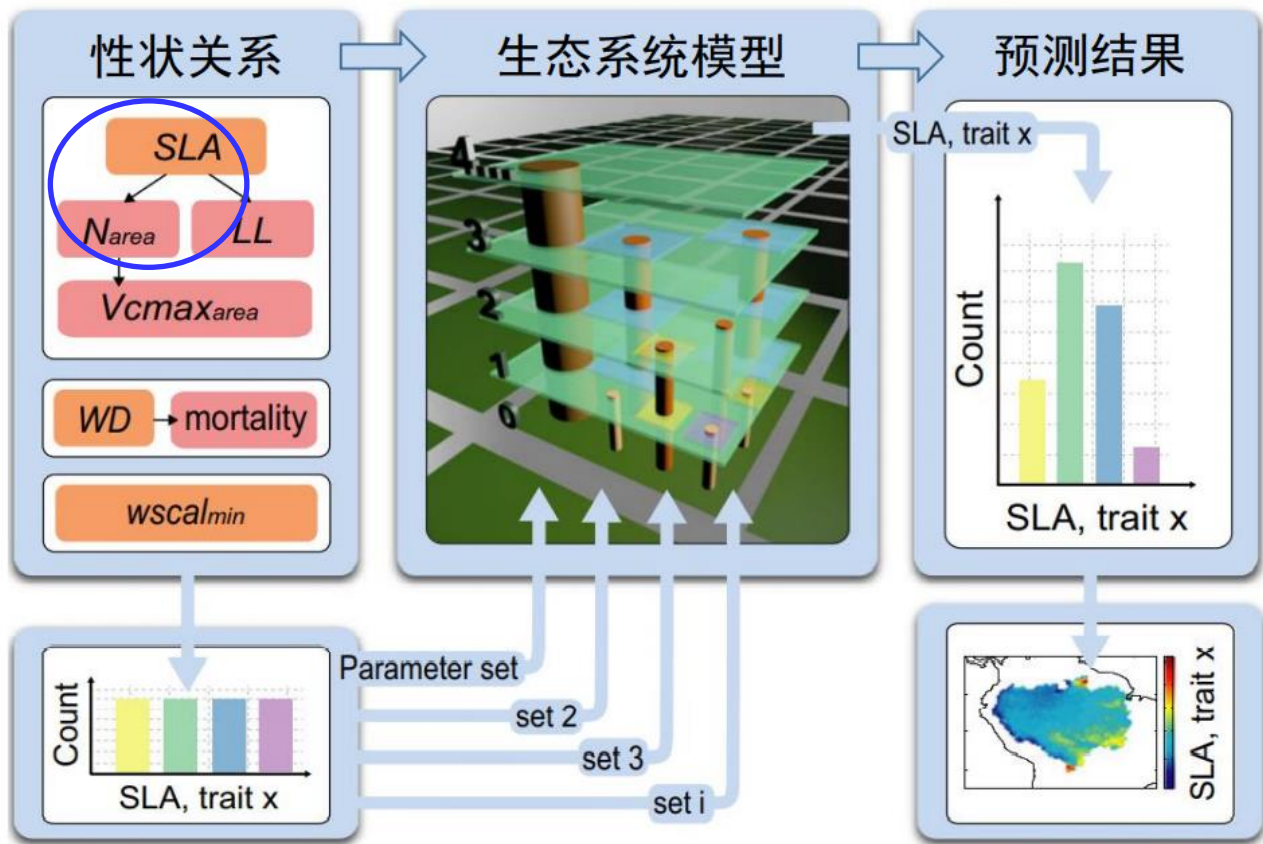 性状关系
生态系统模型
预测结果
SLA
Narea
LL
Vcmaxarea
WD
mortality
wscalmin
4....
3
2
1
0
SLA, trait x
Count
SLA, trait x
Count
SLA, trait x
Parameter set
set 2
set 3
set i
SLA, trait x